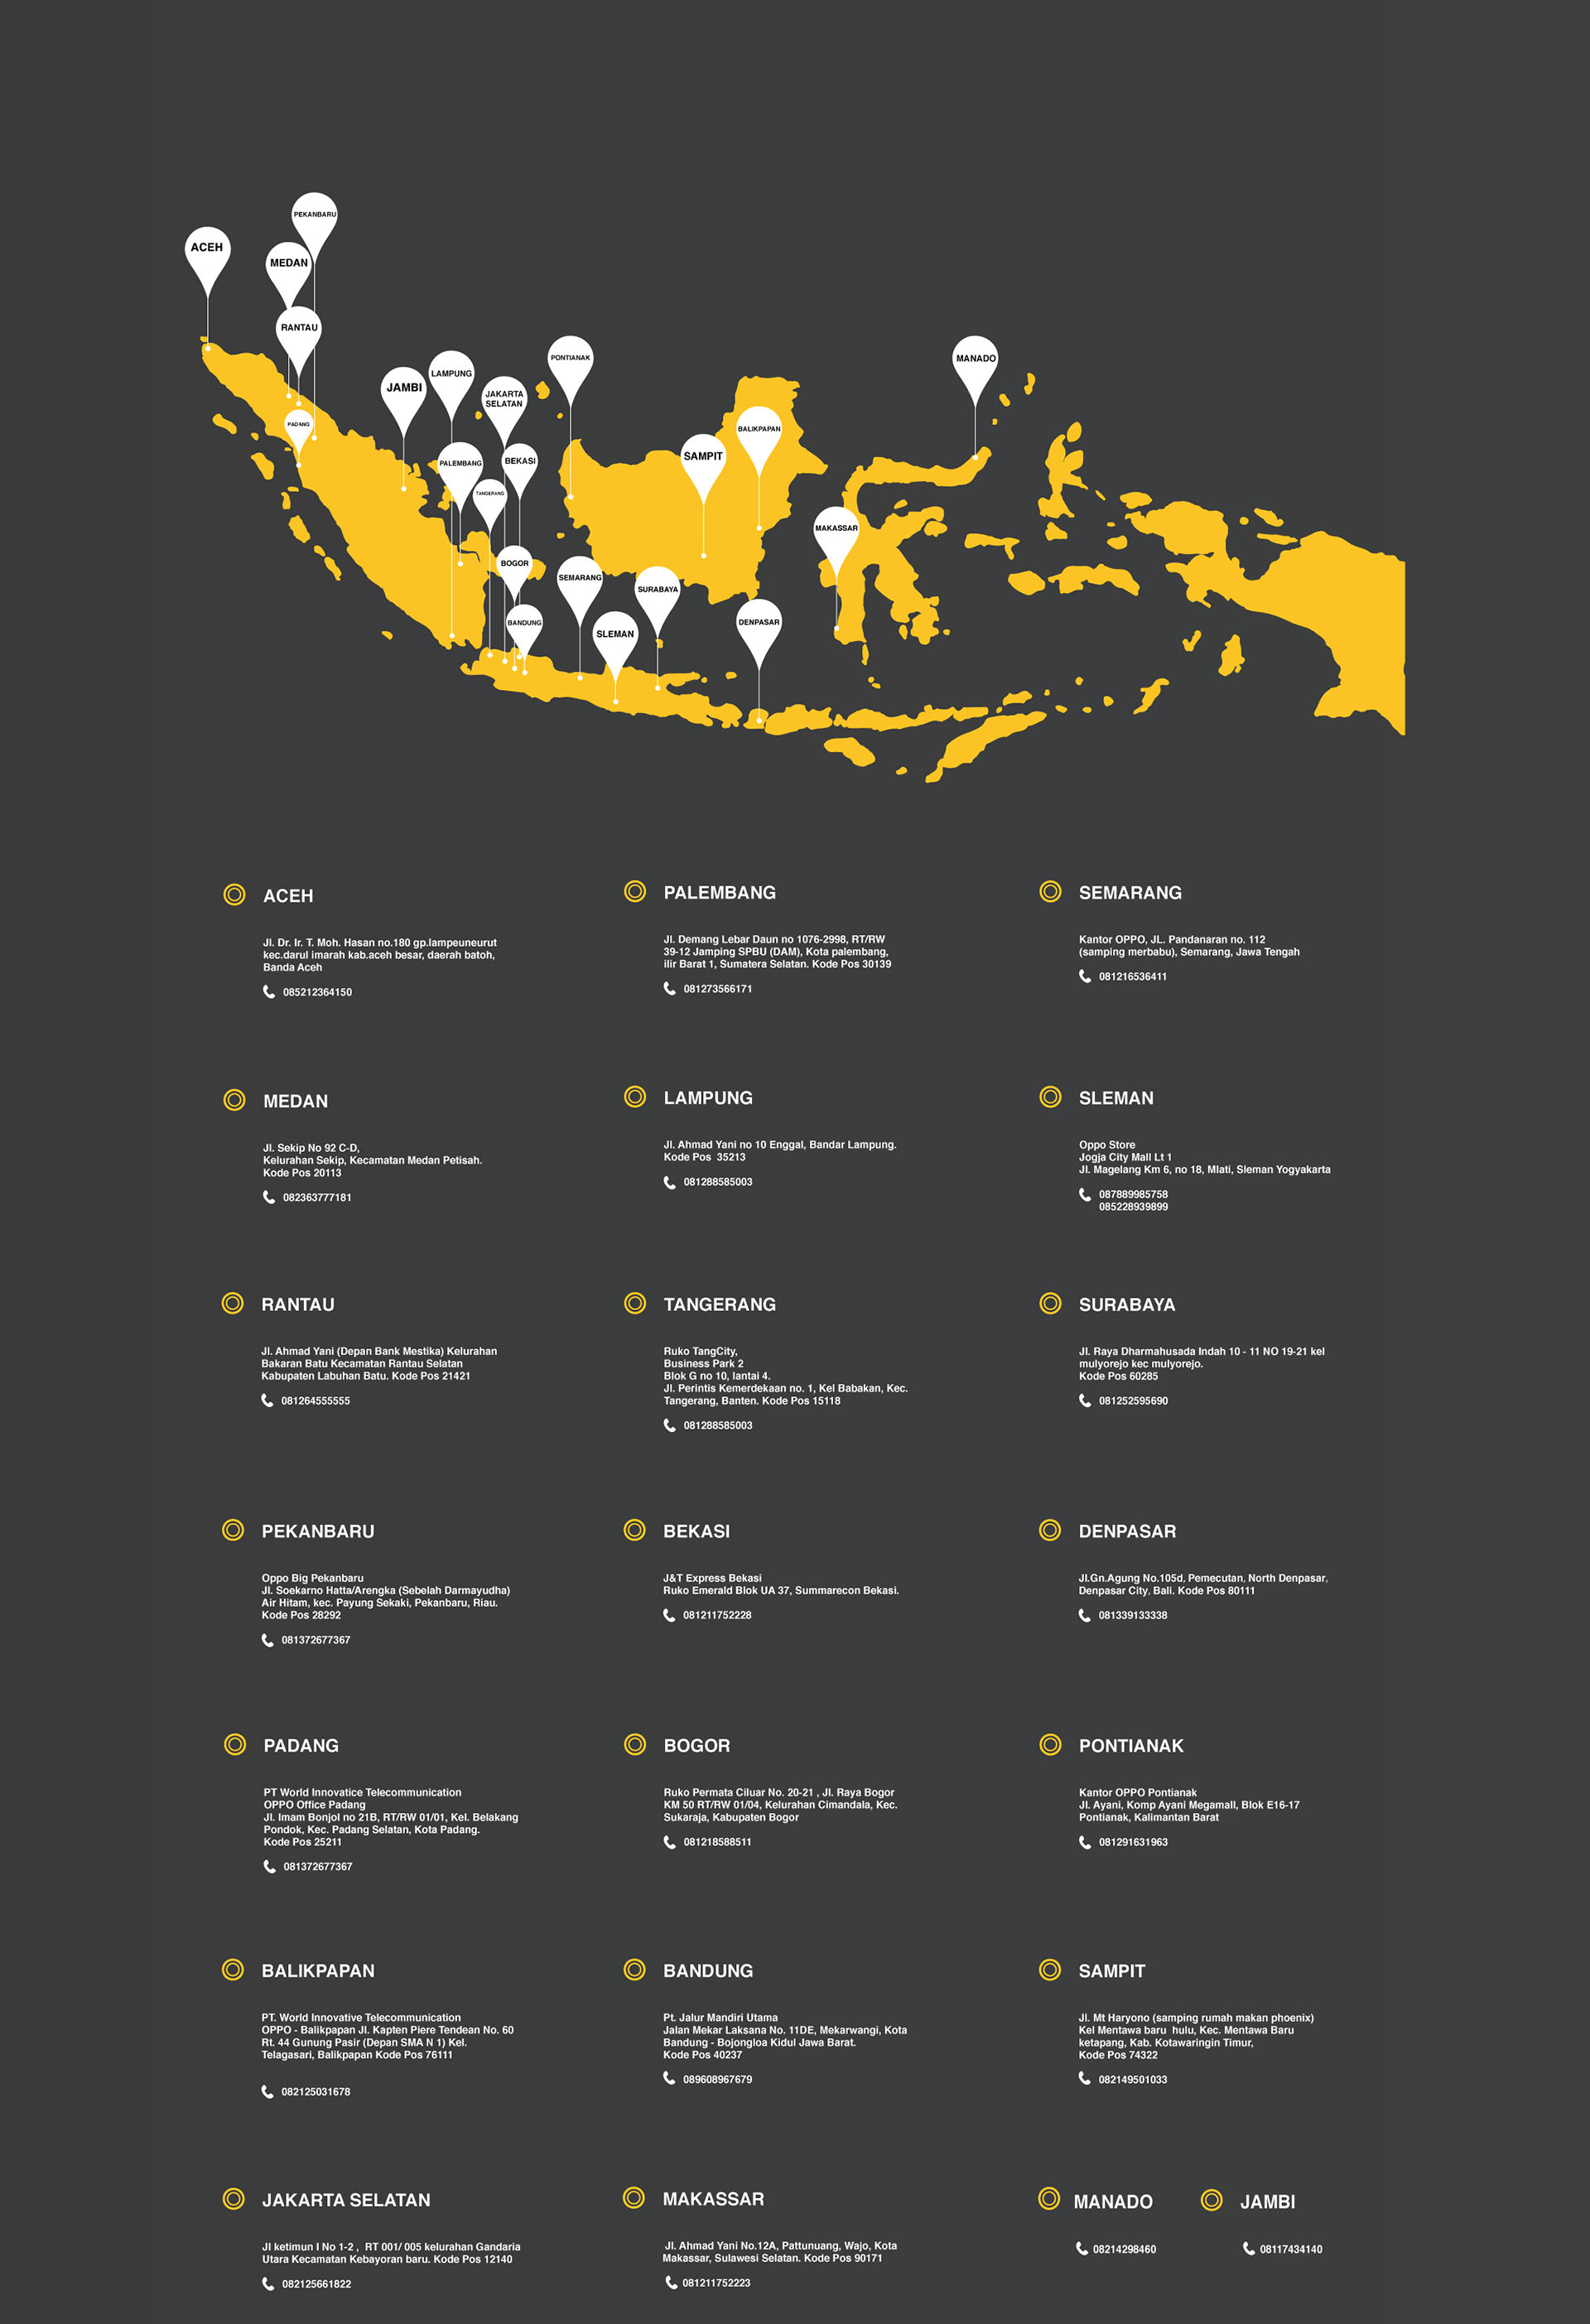 PEKANBARU
ACEH
MEDAN
RANTAU
PONTIANAK
MANADO
LAMPUNG
JAMBI
JAKARTA
SELATAN
PADANG
BALIKPAPAN
SAMPIT
PALEMBANG
BEKASI
TANGERANG
MAKASSAR
BOGOR
SEMARANG
SURABAYA
BANDUNG
DENPASAR
SLEMAN
ACEH
Jl. Dr. Ir. T. Moh. Hasan no.180 gp.lampeuneurut
kec.darul imarah kab.aceh besar, daerah batoh,
Banda Aceh
085212364150
PALEMBANG
Jl. Demang Lebar Daun no 1076-2998, RT/RW
39-12 Jamping SPBU (DAM), Kota palembang,
ilir Barat 1, Sumatera Selatan. Kode Pos 30139
081273566171
SEMARANG
Kantor OPPO, JL. Pandanaran no. 112
(samping merbabu), Semarang, Jawa Tengah
081216536411
MEDAN
Jl. Sekip No 92 C-D,
Kelurahan Sekip, Kecamatan Medan Petisah.
Kode Pos 20113
082363777181
LAMPUNG
Jl. Ahmad Yani no 10 Enggal, Bandar Lampung.
Kode Pos 35213
081288585003
SLEMAN
Oppo Store
Jogja City Mall Lt 1
Jl. Magelang Km 6, no 18, Mlati, Sleman Yogyakarta
087889985758
085228939899
RANTAU
Jl. Ahmad Yani (Depan Bank Mestika) Kelurahan
Bakaran Batu Kecamatan Rantau Selatan
Kabupaten Labuhan Batu. Kode Pos 21421
081264555555
TANGERANG
Ruko TangCity,
Business Park 2
Blok G no 10, lantai 4.
Jl. Perintis Kemerdekaan no. 1, Kel Babakan, Kec.
Tangerang, Banten. Kode Pos 15118
081288585003
SURABAYA
Jl. Raya Dharmahusada Indah 10 - 11 NO 19-21 kel
mulyorejo kec mulyorejo.
Kode Pos 60285
081252595690
PEKANBARU
Oppo Big Pekanbaru
Jl. Soekarno Hatta/Arengka (Sebelah Darmayudha)
Air Hitam, kec. Payung Sekaki, Pekanbaru, Riau.
Kode Pos 28292
081372677367
BEKASI
J&T Express Bekasi
Ruko Emerald Blok UA 37, Summarecon Bekasi.
081211752228
DENPASAR
Jl.Gn.Agung No.105d, Pemecutan, North Denpasar,
Denpasar City, Bali. Kode Pos 80111
081339133338
PADANG
PT World Innovatice Telecommunication
OPPO Office Padang
Jl. Imam Bonjol no 21B, RT/RW 01/01, Kel. Belakang
Pondok, Kec. Padang Selatan, Kota Padang.
Kode Pos 25211
081372677367
BOGOR
Ruko Permata Ciluar No. 20-21 , Jl. Raya Bogor
KM 50 RT/RW 01/04, Kelurahan Cimandala, Kec.
Sukaraja, Kabupaten Bogor
081218588511
PONTIANAK
Kantor OPPO Pontianak
Jl. Ayani, Komp Ayani Megamall, Blok E16-17
Pontianak, Kalimantan Barat
081291631963
BALIKPAPAN
PT. World Innovative Telecommunication
OPPO - Balikpapan Jl. Kapten Piere Tendean No. 60
Rt. 44 Gunung Pasir (Depan SMA N 1) Kel.
Telagasari, Balikpapan Kode Pos 76111
082125031678
BANDUNG
Pt. Jalur Mandiri Utama
Jalan Mekar Laksana No. 11DE, Mekarwangi, Kota
Bandung - Bojongloa Kidul Jawa Barat.
Kode Pos 40237
089608967679
SAMPIT
Jl. Mt Haryono (samping rumah makan phoenix)
Kel Mentawa baru hulu, Kec. Mentawa Baru
ketapang, Kab. Kotawaringin Timur,
Kode Pos 74322
082149501033
JAKARTA SELATAN
Jl ketimun I No 1-2 , RT 001/ 005 kelurahan Gandaria
Utara Kecamatan Kebayoran baru. Kode Pos 12140
082125661822
MAKASSAR
Jl. Ahmad Yani No.12A, Pattunuang, Wajo, Kota
Makassar, Sulawesi Selatan. Kode Pos 90171
081211752223
MANADO
08214298460
JAMBI
08117434140